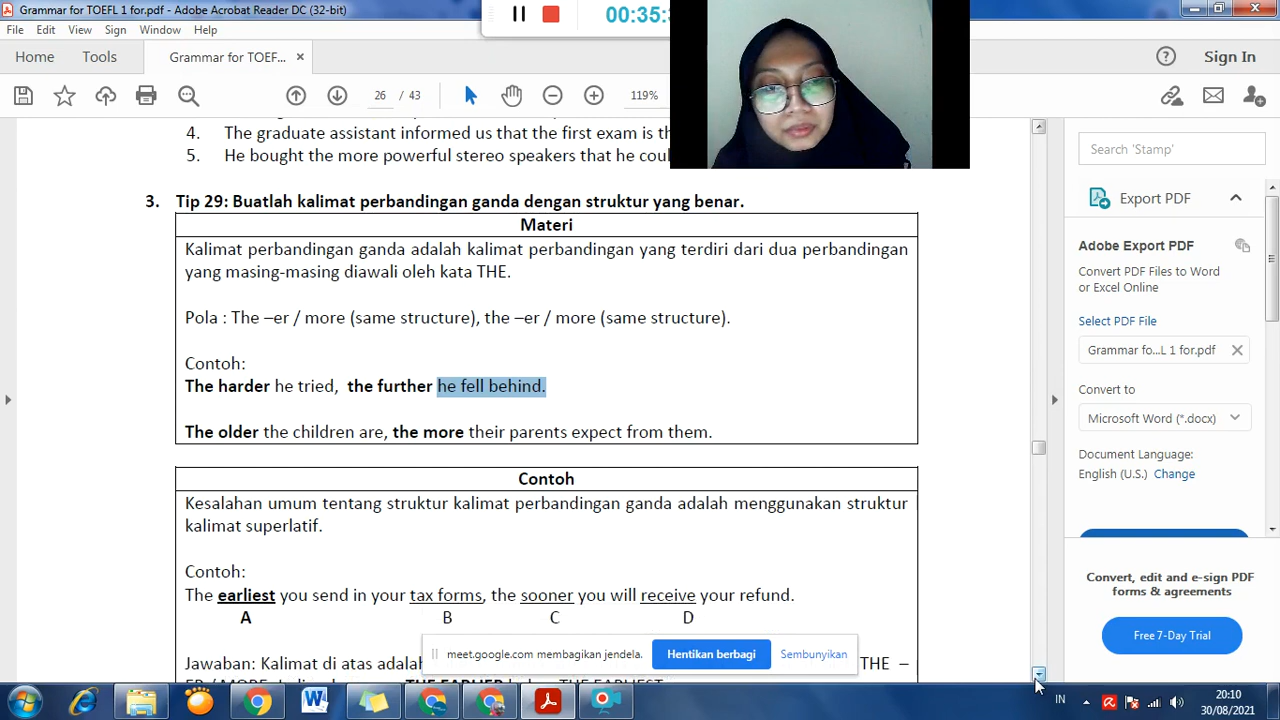 Grammar for TOEFL 1 for.pdf - Adobe Acrobat Reader DC (32-bit)
00:35:
File Edit View Sign Window Help
Home Tools Grammar for TOEF... × Sign In
26 / 43 119%
4. The graduate assistant informed us that the first exam is
5. He bought the more powerful stereo speakers that he
3. Tip 29: Buatlah kalimat perbandingan ganda dengan struktur yang benar.
Materi
Kalimat perbandingan ganda adalah kalimat perbandingan yang terdiri dari dua perbandingan
yang masing-masing diawali oleh kata THE.
Pola : The –er / more (same structure), the –er / more (same structure).
Contoh:
The harder he tried, the further he fell behind.
The older the children are, the more their parents expect from them.
Contoh
Kesalahan umum tentang struktur kalimat perbandingan ganda adalah menggunakan struktur
kalimat superlatif.
Contoh:
The earliest you send in your tax forms, the sooner you will receive your refund.
A B C D
Jawaban: Kalimat di atas adalah THE –
Search 'Stamp'
Export PDF
Adobe Export PDF
Convert PDF Files to Word
or Excel Online
Select PDF File
Grammar fo...L 1 for.pdf ×
Convert to
Microsoft Word (*.docx)
Document Language:
English (U.S.) Change
Convert, edit and e-sign PDF
forms & agreements
Free 7-Day Trial
meet.google.com membagikan jendela. Hentikan berbagi Sembunyikan
IN
20:10
30/08/2021